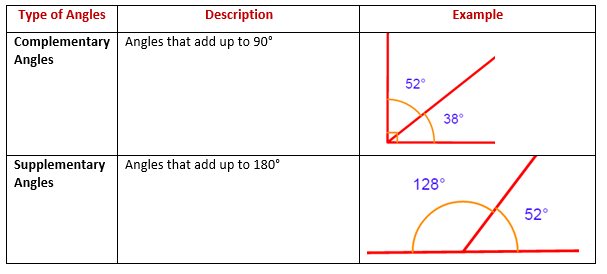 Type of Angles Description Example
Complementary Angles that add up to 90°
Angles
52°
38°
Supplementary Angles that add up to 180°
Angles
128°
52°